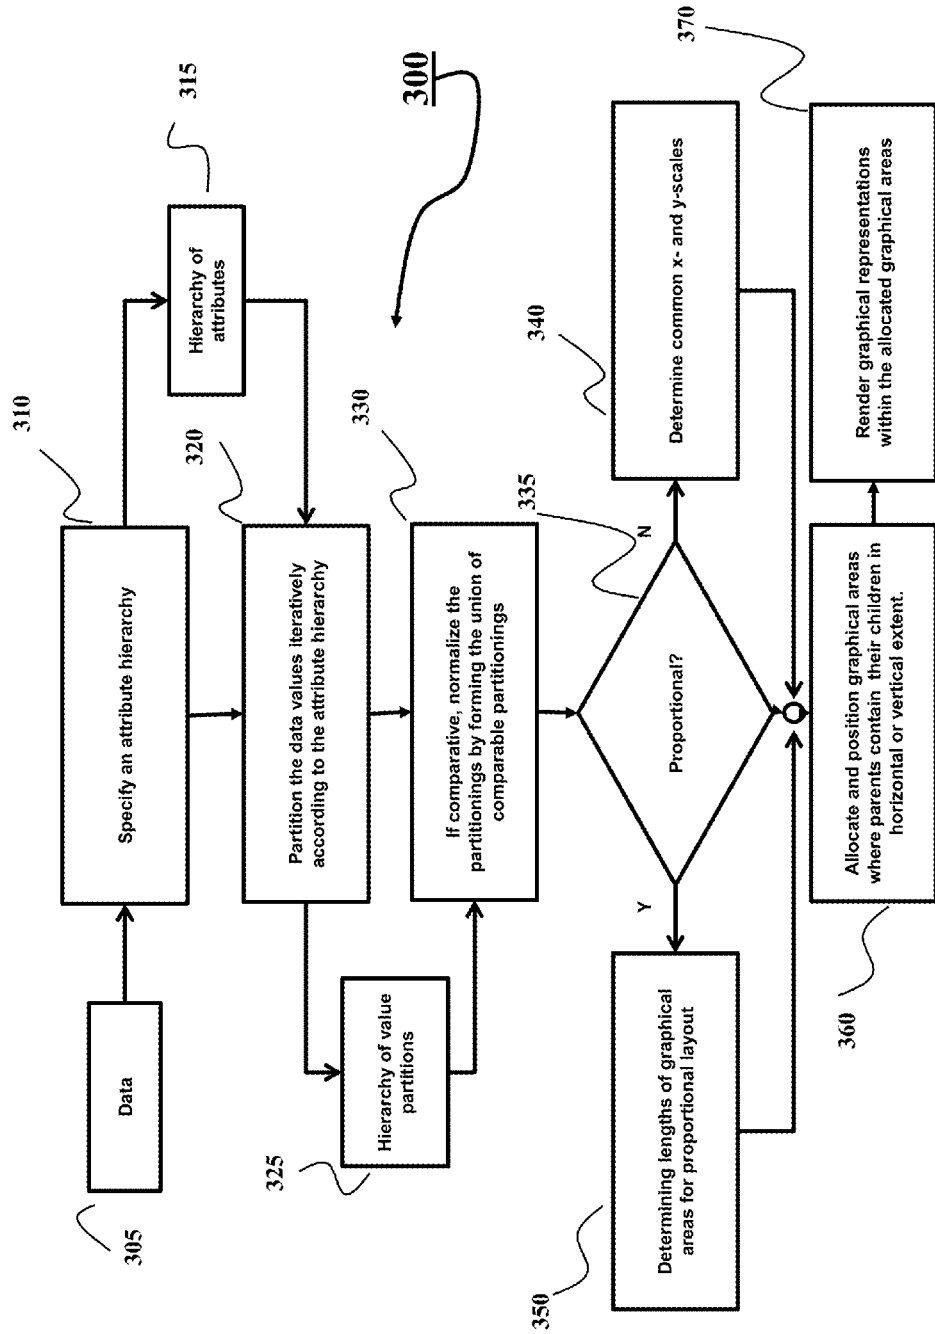 300
305
Data
310
Specify an attribute hierarchy
315
Hierarchy of
attributes
320
Partition the data values iteratively
according to the attribute hierarchy
325
Hierarchy of value
partitions
330
If comparative, normalize the
partitionings by forming the union of
comparable partitionings
335
Proportional?
Y
N
340
Determine common x- and y-scales
350
Determining lengths of graphical
areas for proportional layout
360
Allocate and position graphical areas
where parents contain their children in
horizontal or vertical extent.
370
Render graphical representations
within the allocated graphical areas